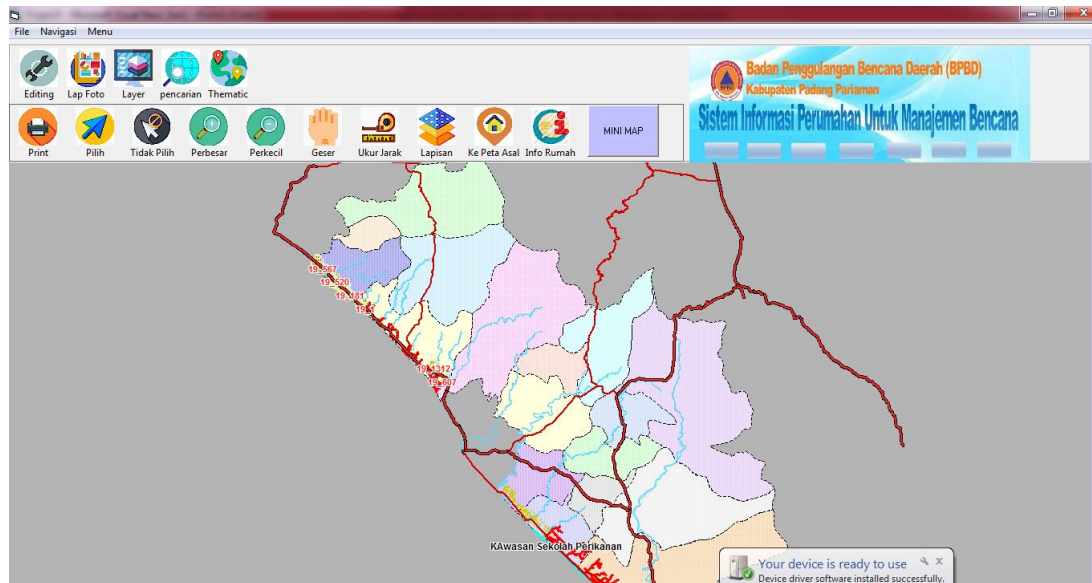 File Navigasi Menu
Editing Lap Foto Layer pencarian Thematic
Badan Penggulangan Bencana Daerah (BPBD)
Kabupaten Padang Pariaman
Sistem Informasi Perumahan Untuk Manajemen Bencana
BPBD
Print Pilih Tidak Pilih Perbesar Perkecil Geser Ukur Jarak Lapisan Ke Peta Asal Info Rumah MINI MAP
19_567
19_520
19_181
19_1312
19_607
KAwasan Sekolah Perikanan
Your device is ready to use
Device driver software installed successfully.